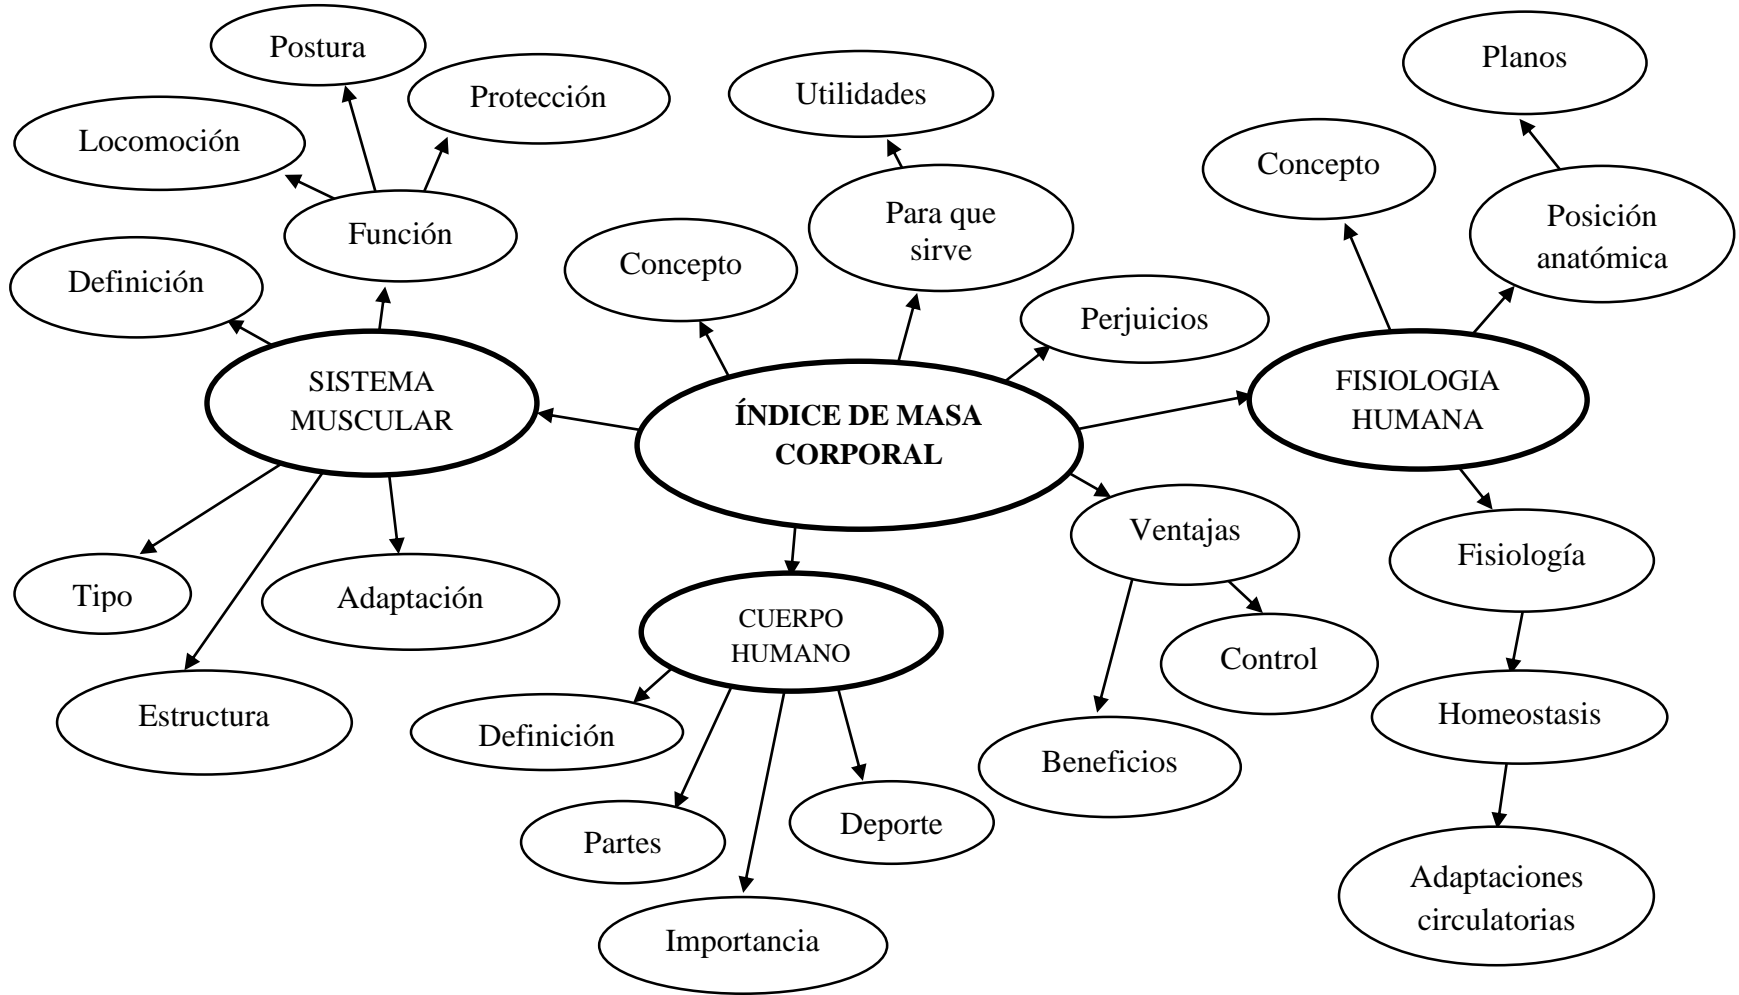 Postura
Protección
Locomoción
Función
Definición
SISTEMA
MUSCULAR
Tipo
Adaptación
Estructura
Utilidades
Para que
sirve
Concepto
Perjuicios
ÍNDICE DE MASA
CORPORAL
Ventajas
Control
Beneficios
CUERPO
HUMANO
Definición
Partes
Importancia
Deporte
Planos
Concepto
Posición
anatómica
FISIOLOGIA
HUMANA
Fisiología
Homeostasis
Adaptaciones
circulatorias